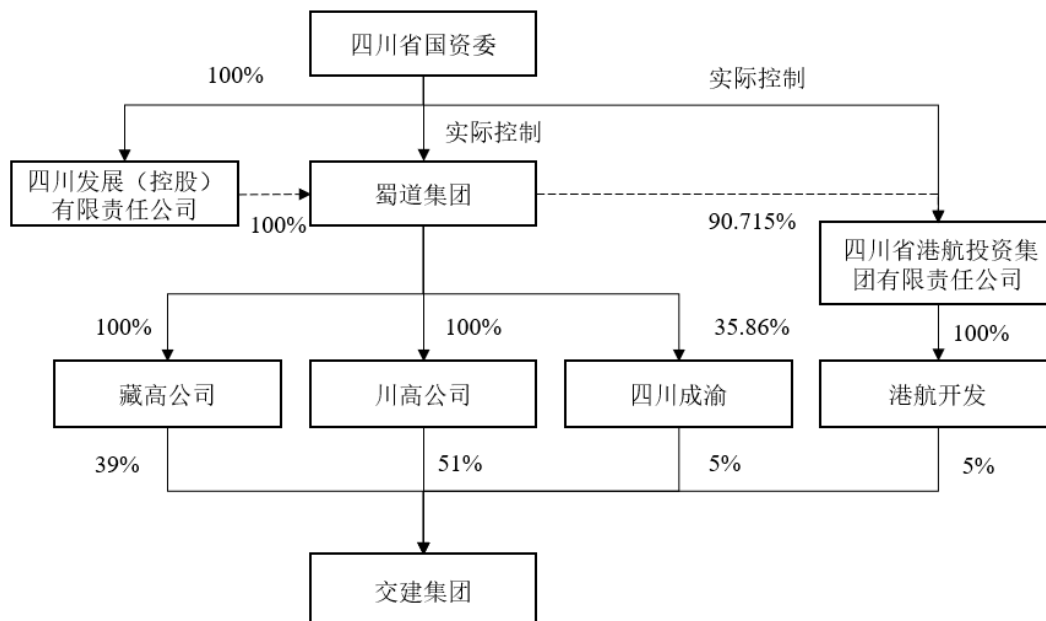 四川省国资委
100%
实际控制
实际控制
四川发展（控股）
有限责任公司
蜀道集团
100%
90.715%
四川省港航投资集
团有限责任公司
100%
100%
35.86%
100%
藏高公司
川高公司
四川成渝
港航开发
39%
51%
5%
5%
交建集团